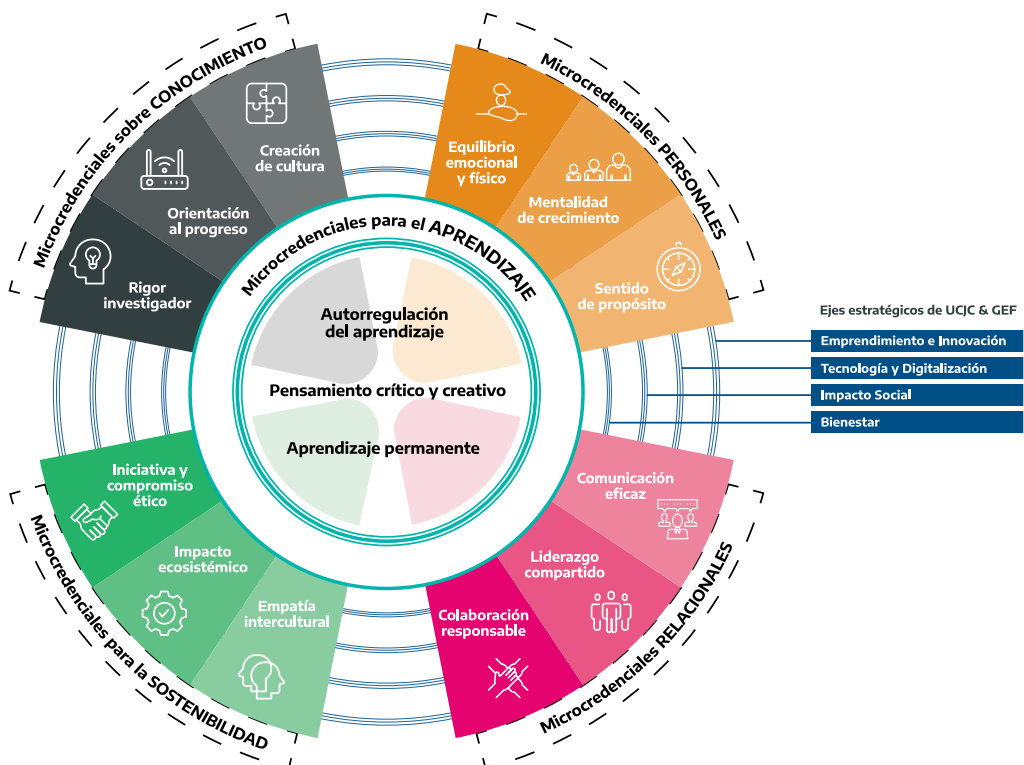 Microcredenciales sobre CONOCIMIENTO
Creación
de cultura
Orientación
al progreso
Rigor
investigador
Microcredenciales PERSONALES
Equilibrio
emocional
y físico
Mentalidad
de crecimiento
Sentido
de propósito
Microcredenciales para el APRENDIZAJE
Autorregulación
del aprendizaje
Pensamiento crítico y creativo
Aprendizaje permanente
Ejes estratégicos de UCJC & GEF
Emprendimiento e Innovación
Tecnología y Digitalización
Impacto Social
Bienestar
Microcredenciales para la SOSTENIBILIDAD
Iniciativa y
compromiso
ético
Impacto
ecosistémico
Empatía
intercultural
Microcredenciales RELACIONALES
Comunicación
eficaz
Liderazgo
compartido
Colaboración
responsable